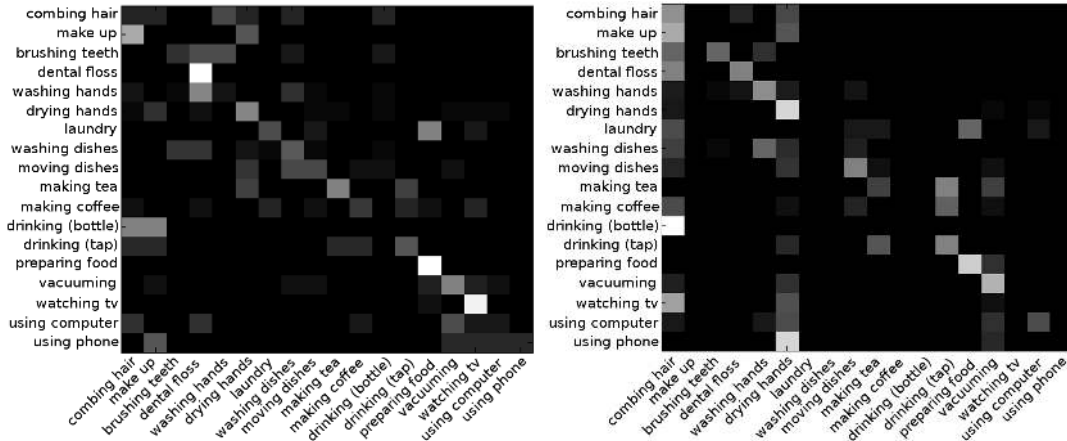 combing hair
make up
brushing teeth
dental floss
washing hands
drying hands
laundry
washing dishes
moving dishes
making tea
making coffee
drinking (bottle)
drinking (tap)
preparing food
vacuuming
watching tv
using computer
using phone
combing hair
make up
brushing teeth
dental floss
washing hands
drying hands
laundry
washing dishes
moving dishes
making tea
making coffee
drinking (bottle)
drinking (tap)
preparing food
vacuuming
watching tv
using computer
using phone
combing hair
make up
brushing teeth
dental floss
washing hands
drying hands
laundry
washing dishes
moving dishes
making tea
making coffee
drinking (bottle)
drinking (tap)
preparing food
vacuuming
watching tv
using computer
using phone
combing hair
make up
brushing teeth
dental floss
washing hands
drying hands
laundry
washing dishes
moving dishes
making tea
making coffee
drinking (bottle)
drinking (tap)
preparing food
vacuuming
watching tv
using computer
using phone